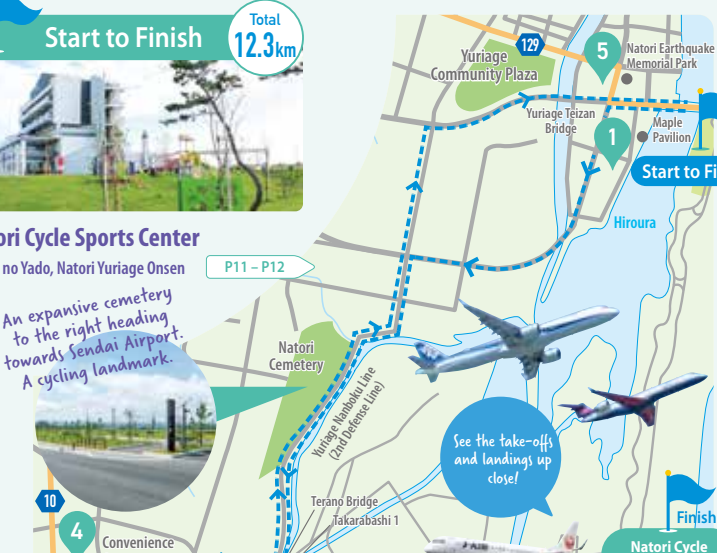 Start to Finish
Total
12.3km
ori Cycle Sports Center
no Yado, Natori Yuriage Onsen
P11 – P12
An expansive cemetery
to the right heading
towards Sendai Airport.
A cycling landmark.
129
Yuriage
Community Plaza
5
Natori Earthquake
Memorial Park
Yuriage Teizan
Bridge
1
Maple
Pavilion
Start to Fi
Hiroura
Natori
Cemetery
Yuriage Nanboku Line
(2nd Defense Line)
See the take-offs
and landings up
close!
10
4
Convenience
Terano Bridge
Takarabashi 1
Finish
Natori Cycle